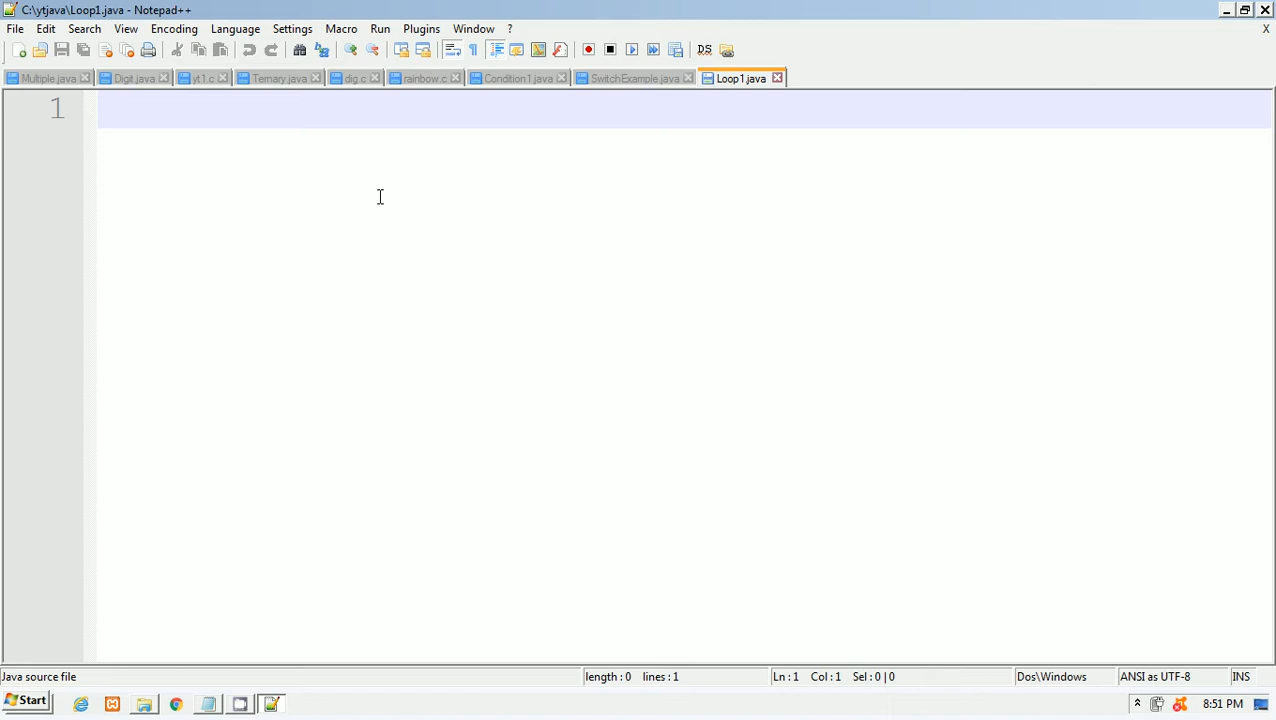 C:\ytjava\Loop1.java - Notepad++
File Edit Search View Encoding Language Settings Macro Run Plugins Window ? X
DS
Multiple.java Digit.java yt1.c Ternary.java dig.c rainbow.c Condition1.java SwitchExample.java Loop1.java
1
Java source file length : 0 lines : 1 Ln : 1 Col : 1 Sel : 0 | 0 Dos\Windows ANSI as UTF-8 INS
Start 8:51 PM